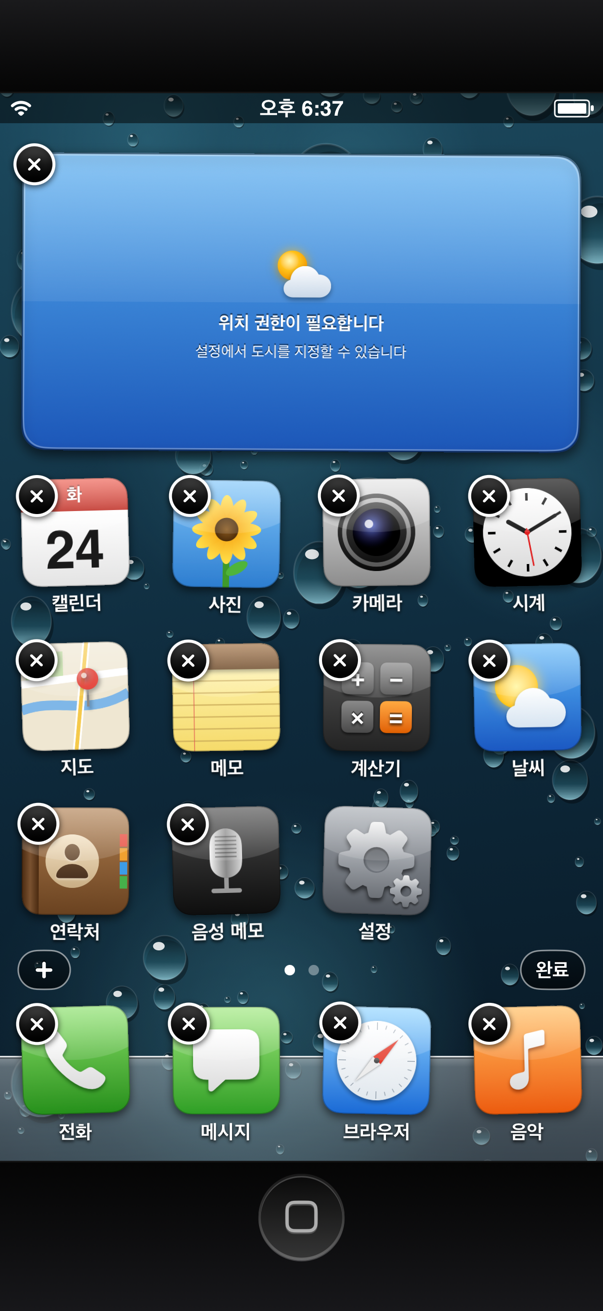 오후 6:37
위치 권한이 필요합니다
설정에서 도시를 지정할 수 있습니다
화
24
캘린더
사진
카메라
시계
+ −
× =
지도
메모
계산기
날씨
연락처
음성 메모
설정
+
완료
전화
메시지
브라우저
음악